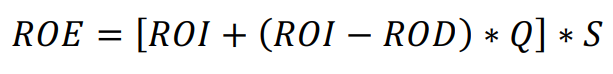 ROE = [ROI + (ROI − ROD) ∗ Q] ∗ S